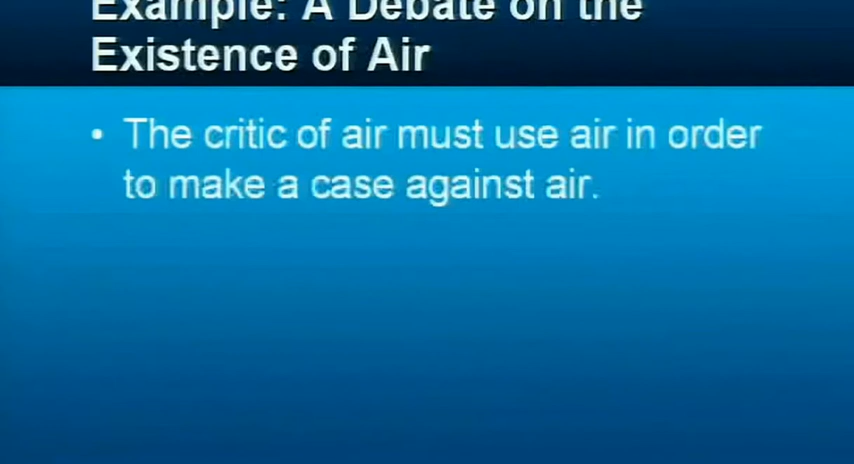 Example: A Debate on the
Existence of Air
• The critic of air must use air in order
to make a case against air.